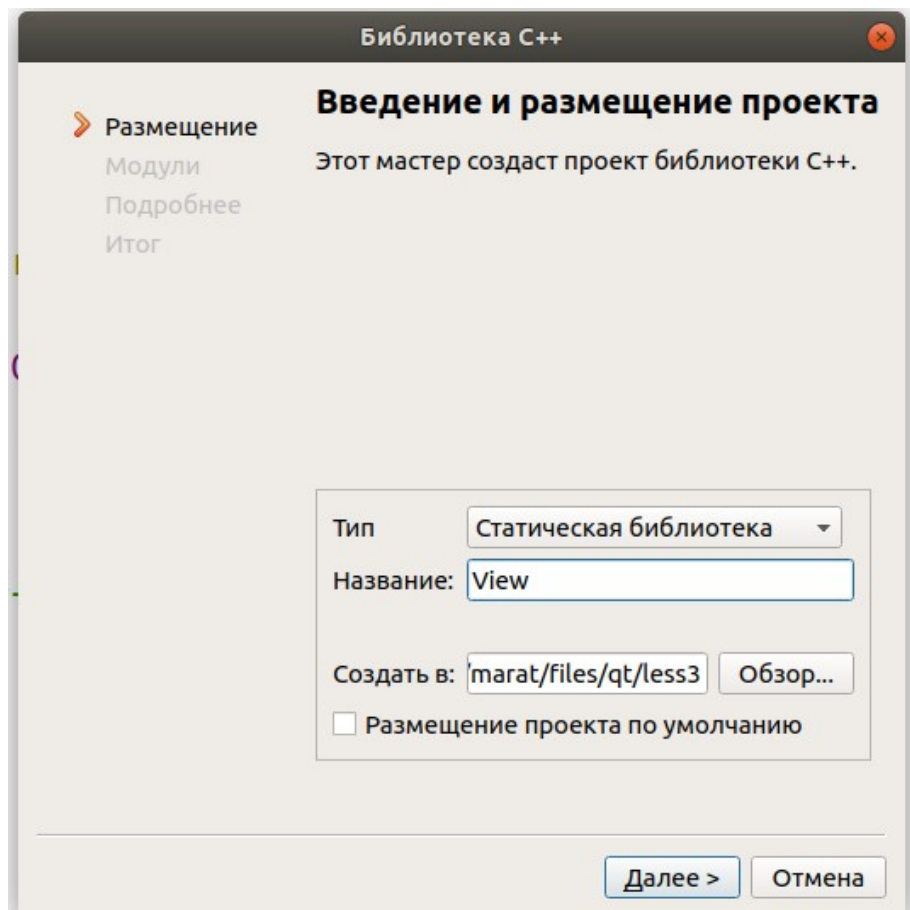 Библиотека C++
Размещение
Модули
Подробнее
Итог
Введение и размещение проекта
Этот мастер создаст проект библиотеки C++.
Тип Статическая библиотека
Название: View
Создать в: /marat/files/qt/less3 Обзор...
Размещение проекта по умолчанию
Далее > Отмена